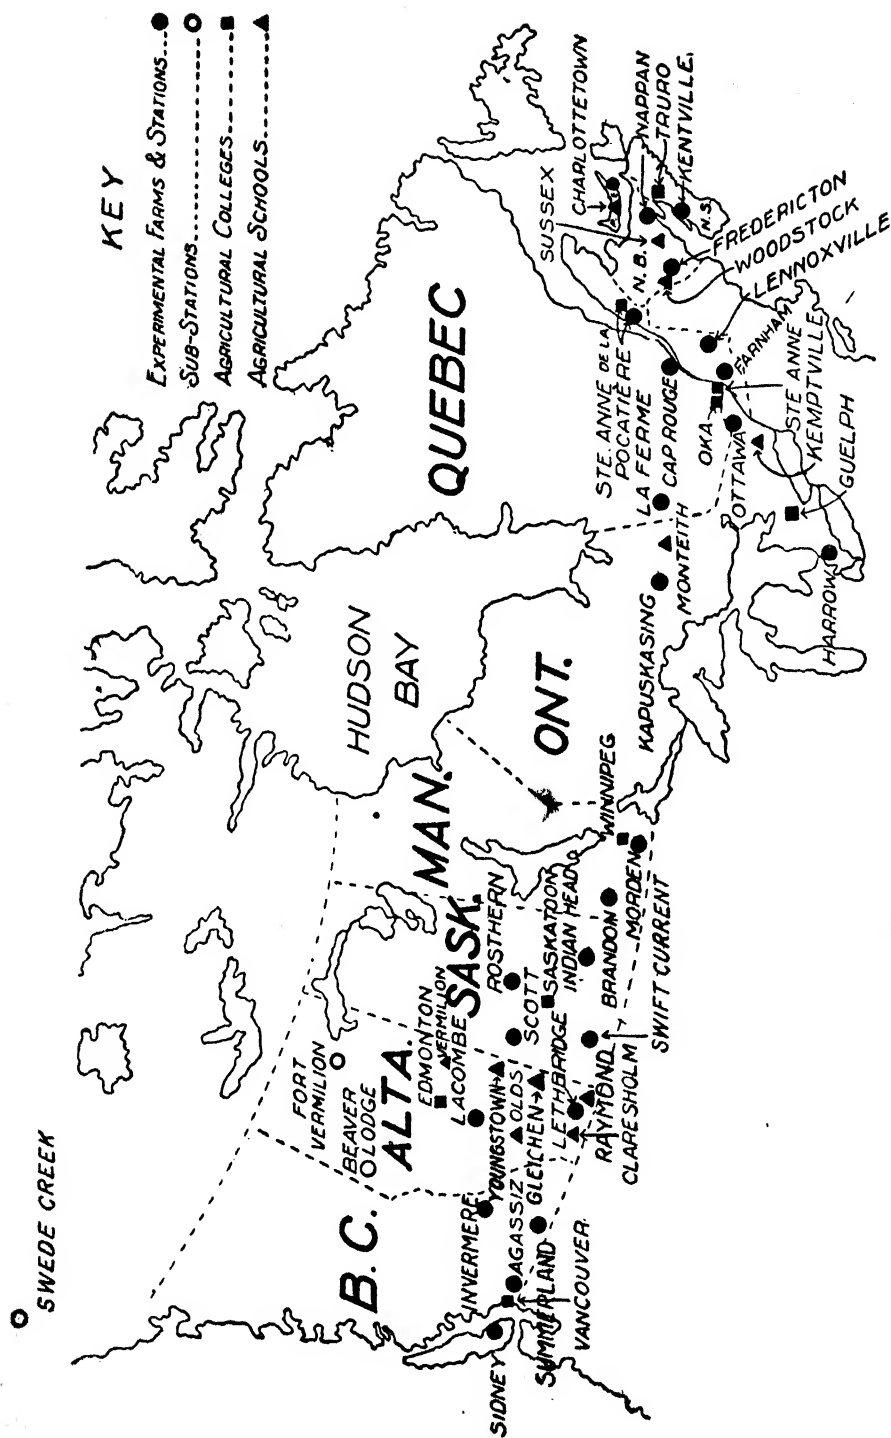 KEY
EXPERIMENTAL FARMS & STATIONS...
SUB-STATIONS
AGRICULTURAL COLLEGES
AGRICULTURAL SCHOOLS
SWEDE CREEK
HUDSON
BAY
QUEBEC
B.C.
ALTA.
SASK.
MAN.
ONT.
N.B.
N.S.
FORT
VERMILION
BEAVER
LODGE
EDMONTON
VERMILION
LACOMBE
YOUNGSTOWN
OLDS
GLEICHEN
LETHBRIDGE
RAYMOND
CLARESHOLM
INVERMERE
AGASSIZ
SUMMERLAND
VANCOUVER
SIDNEY
ROSTHERN
SCOTT
SASKATOON
INDIAN HEAD
SWIFT CURRENT
BRANDON
MORDEN
WINNIPEG
KAPUSKASING
MONTEITH
HARROW
GUELPH
KEMPTVILLE
OTTAWA
STE ANNE
OKA
FARNHAM
LA FERME
CAP ROUGE
STE. ANNE DE LA
POCATIÈRE
LENNOXVILLE
WOODSTOCK
FREDERICTON
SUSSEX
CHARLOTTETOWN
NAPPAN
TRURO
KENTVILLE